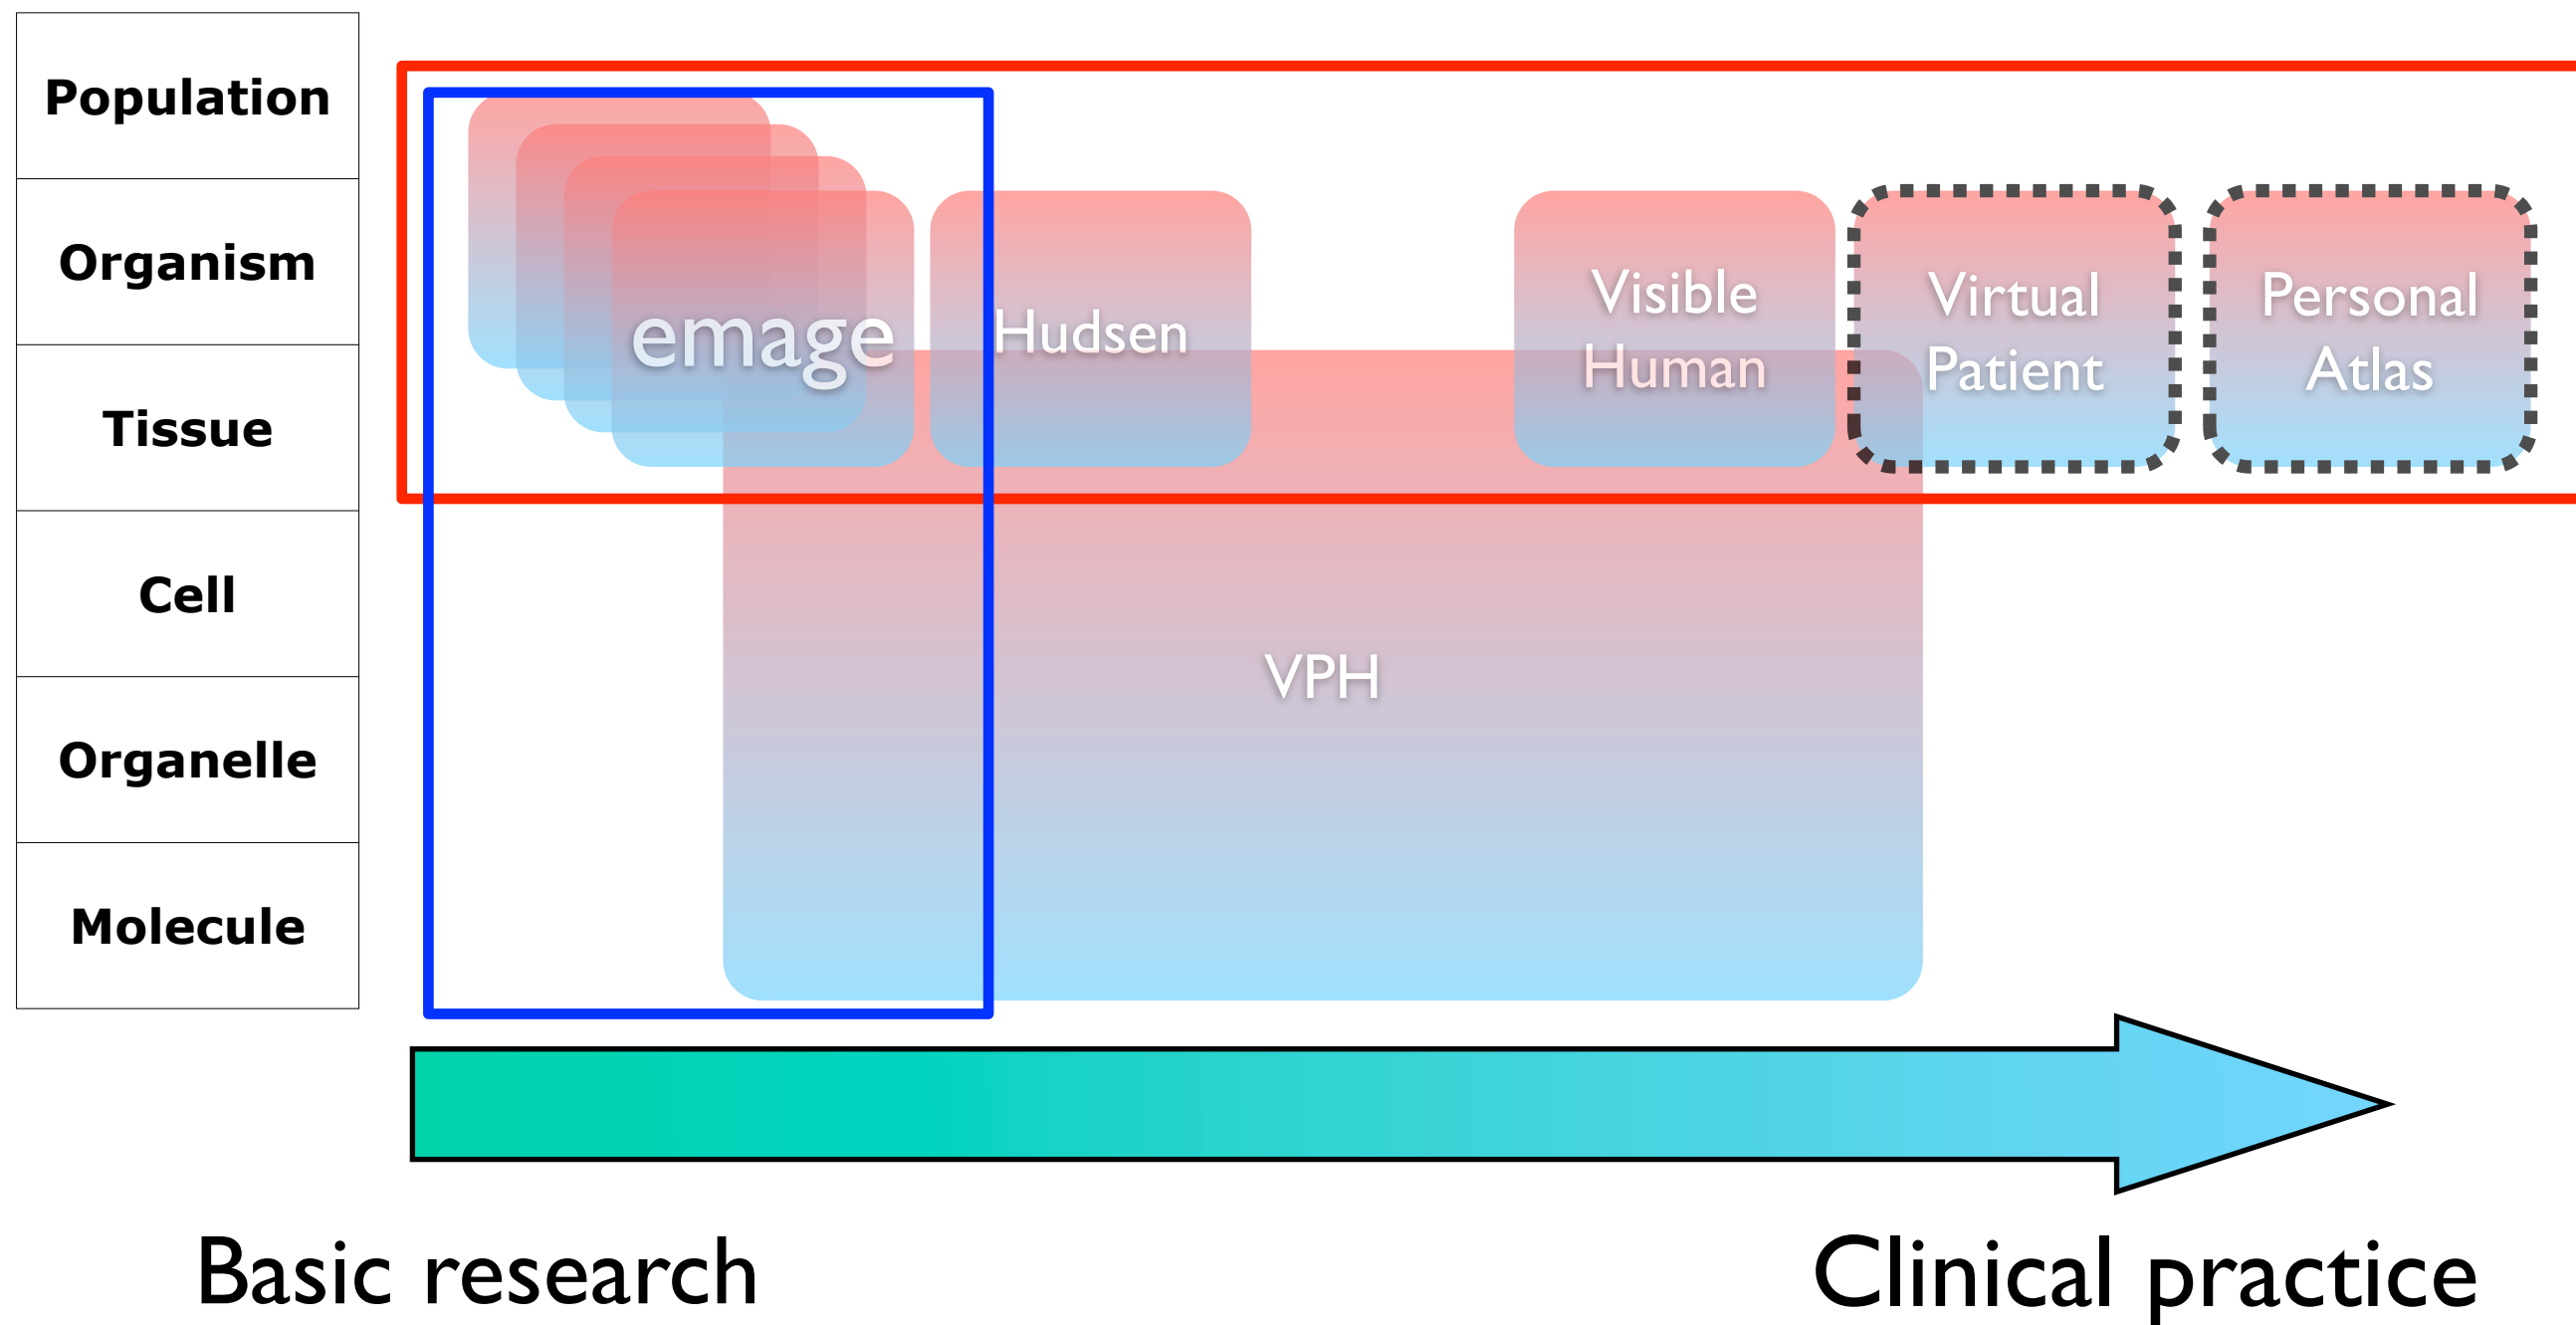 Population
Organism
Tissue
Cell
Organelle
Molecule
emage
Hudsen
Visible
Human
Virtual
Patient
Personal
Atlas
VPH
Basic research
Clinical practice